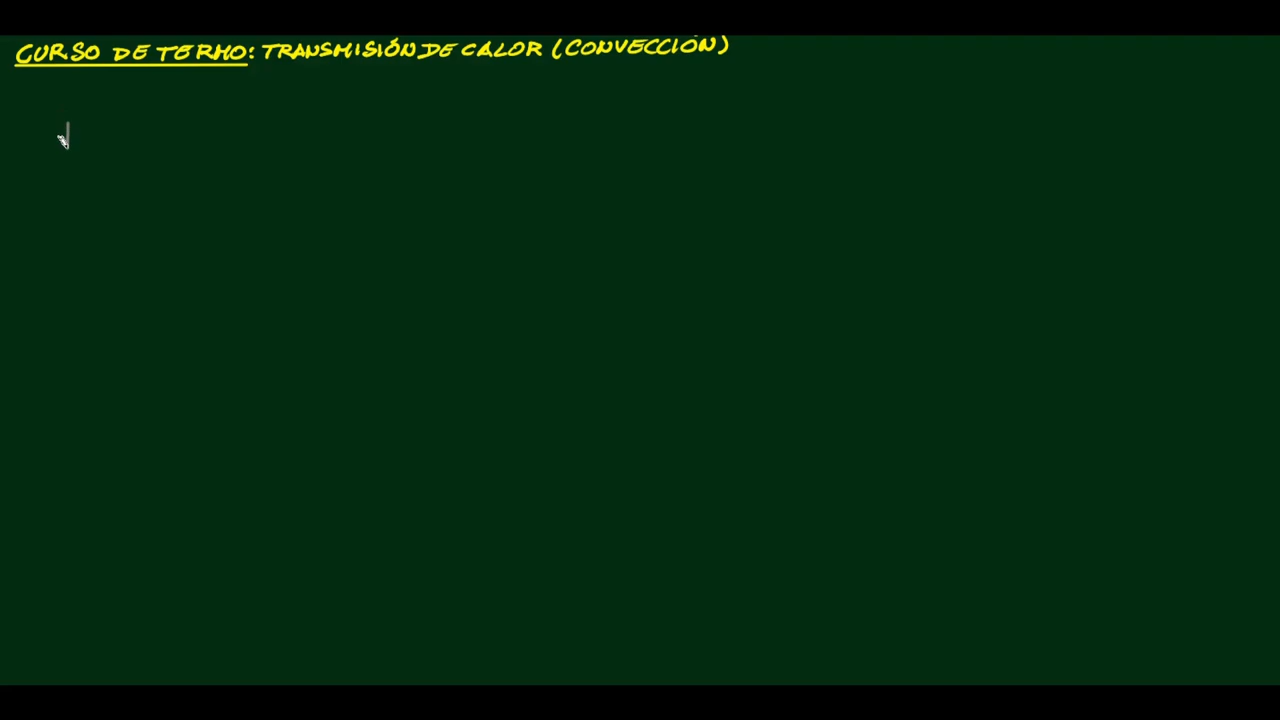 CURSO DE TERMO: TRANSMISIÓN DE CALOR (CONVECCIÓN)